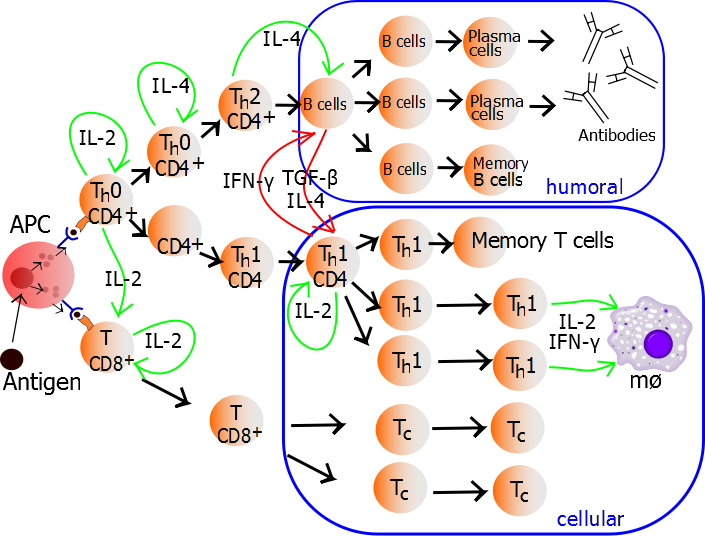 IL-4
B cells
Plasma
cells
IL-4
Th2
CD4+
B cells
B cells
Plasma
cells
Antibodies
IL-2
Th0
CD4+
B cells
Memory
B cells
humoral
IFN-γ
TGF-β
IL-4
Th0
CD4+
APC
CD4+
Th1
CD4
Th1
CD4
Th1
Memory T cells
IL-2
IL-2
Th1
Th1
IL-2
IFN-γ
T
CD8+
IL-2
Th1
Th1
mø
Antigen
T
CD8+
Tc
Tc
Tc
Tc
cellular